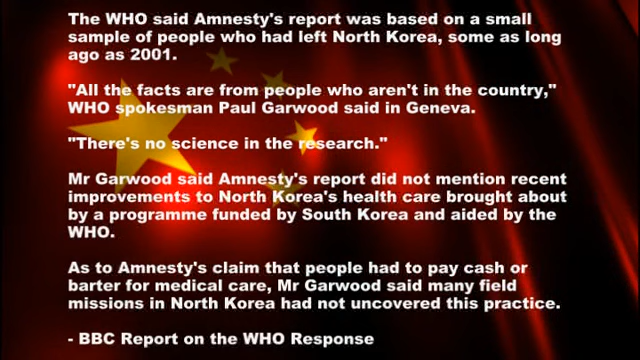 The WHO said Amnesty's report was based on a small
sample of people who had left North Korea, some as long
ago as 2001.
"All the facts are from people who aren't in the country,"
WHO spokesman Paul Garwood said in Geneva.
"There's no science in the research."
Mr Garwood said Amnesty's report did not mention recent
improvements to North Korea's health care brought about
by a programme funded by South Korea and aided by the
WHO.
As to Amnesty's claim that people had to pay cash or
barter for medical care, Mr Garwood said many field
missions in North Korea had not uncovered this practice.
- BBC Report on the WHO Response